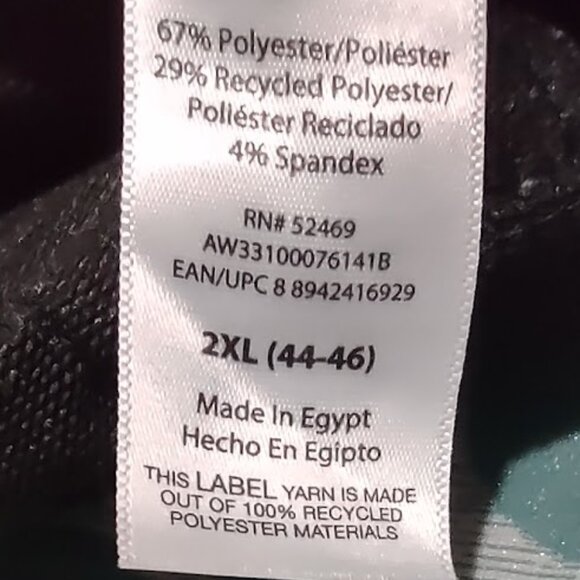 67% Polyester/Poliéster
29% Recycled Polyester/
Poliéster Reciclado
4% Spandex
RN# 52469
AW33100076141B
EAN/UPC 8 8942416929
2XL (44-46)
Made In Egypt
Hecho En Egipto
THIS LABEL YARN IS MADE
OUT OF 100% RECYCLED
POLYESTER MATERIALS